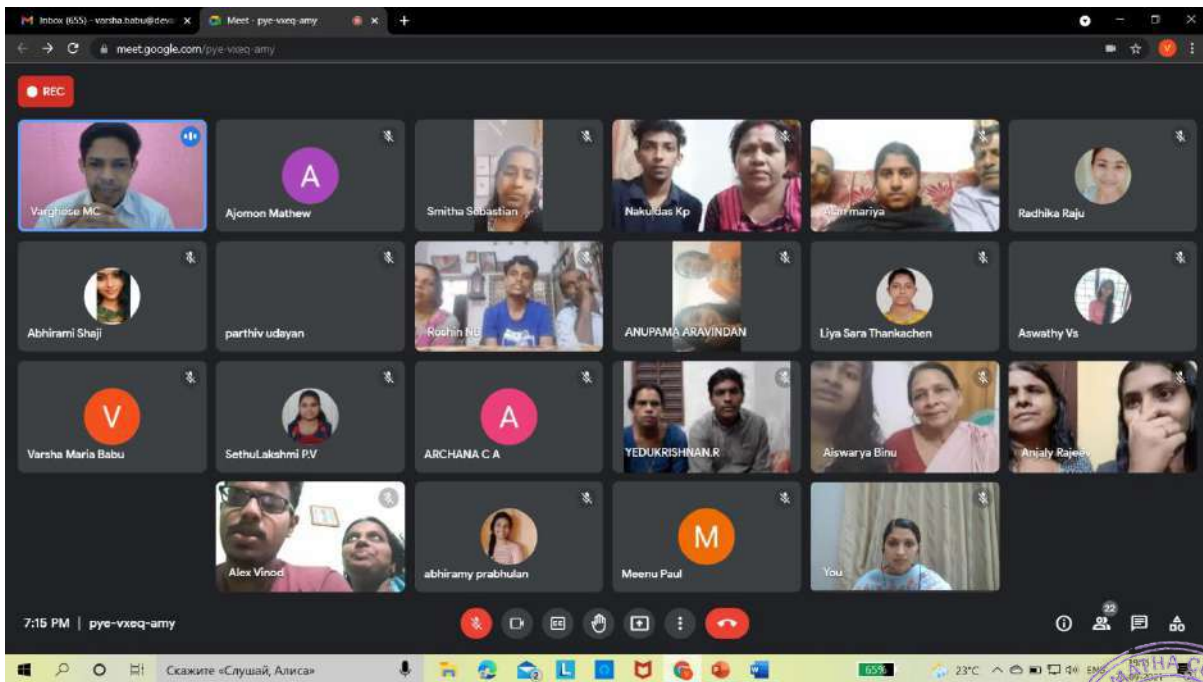 Inbox (655) - varsha.babu@dev
Meet - pye-vxeq-amy
meet.google.com/pye-vxeq-amy
REC
Varghese MC
A
Ajomon Mathew
Smitha Sebastian
Nakuldas Kp
mariya
Radhika Raju
Abhirami Shaji
parthiv udayan
Roshin NB
ANUPAMA ARAVINDAN
Liya Sara Thankachen
Aswathy Vs
V
Varsha Maria Babu
SethuLakshmi P.V
A
ARCHANA C A
YEDUKRISHNAN.R
Aiswarya Binu
Anjaly Rajeev
Alex Vinod
abhiramy prabhulan
M
Meenu Paul
You
7:15 PM | pye-vxeq-amy
22
Скажите «Слушай, Алиса»
65%
23°C